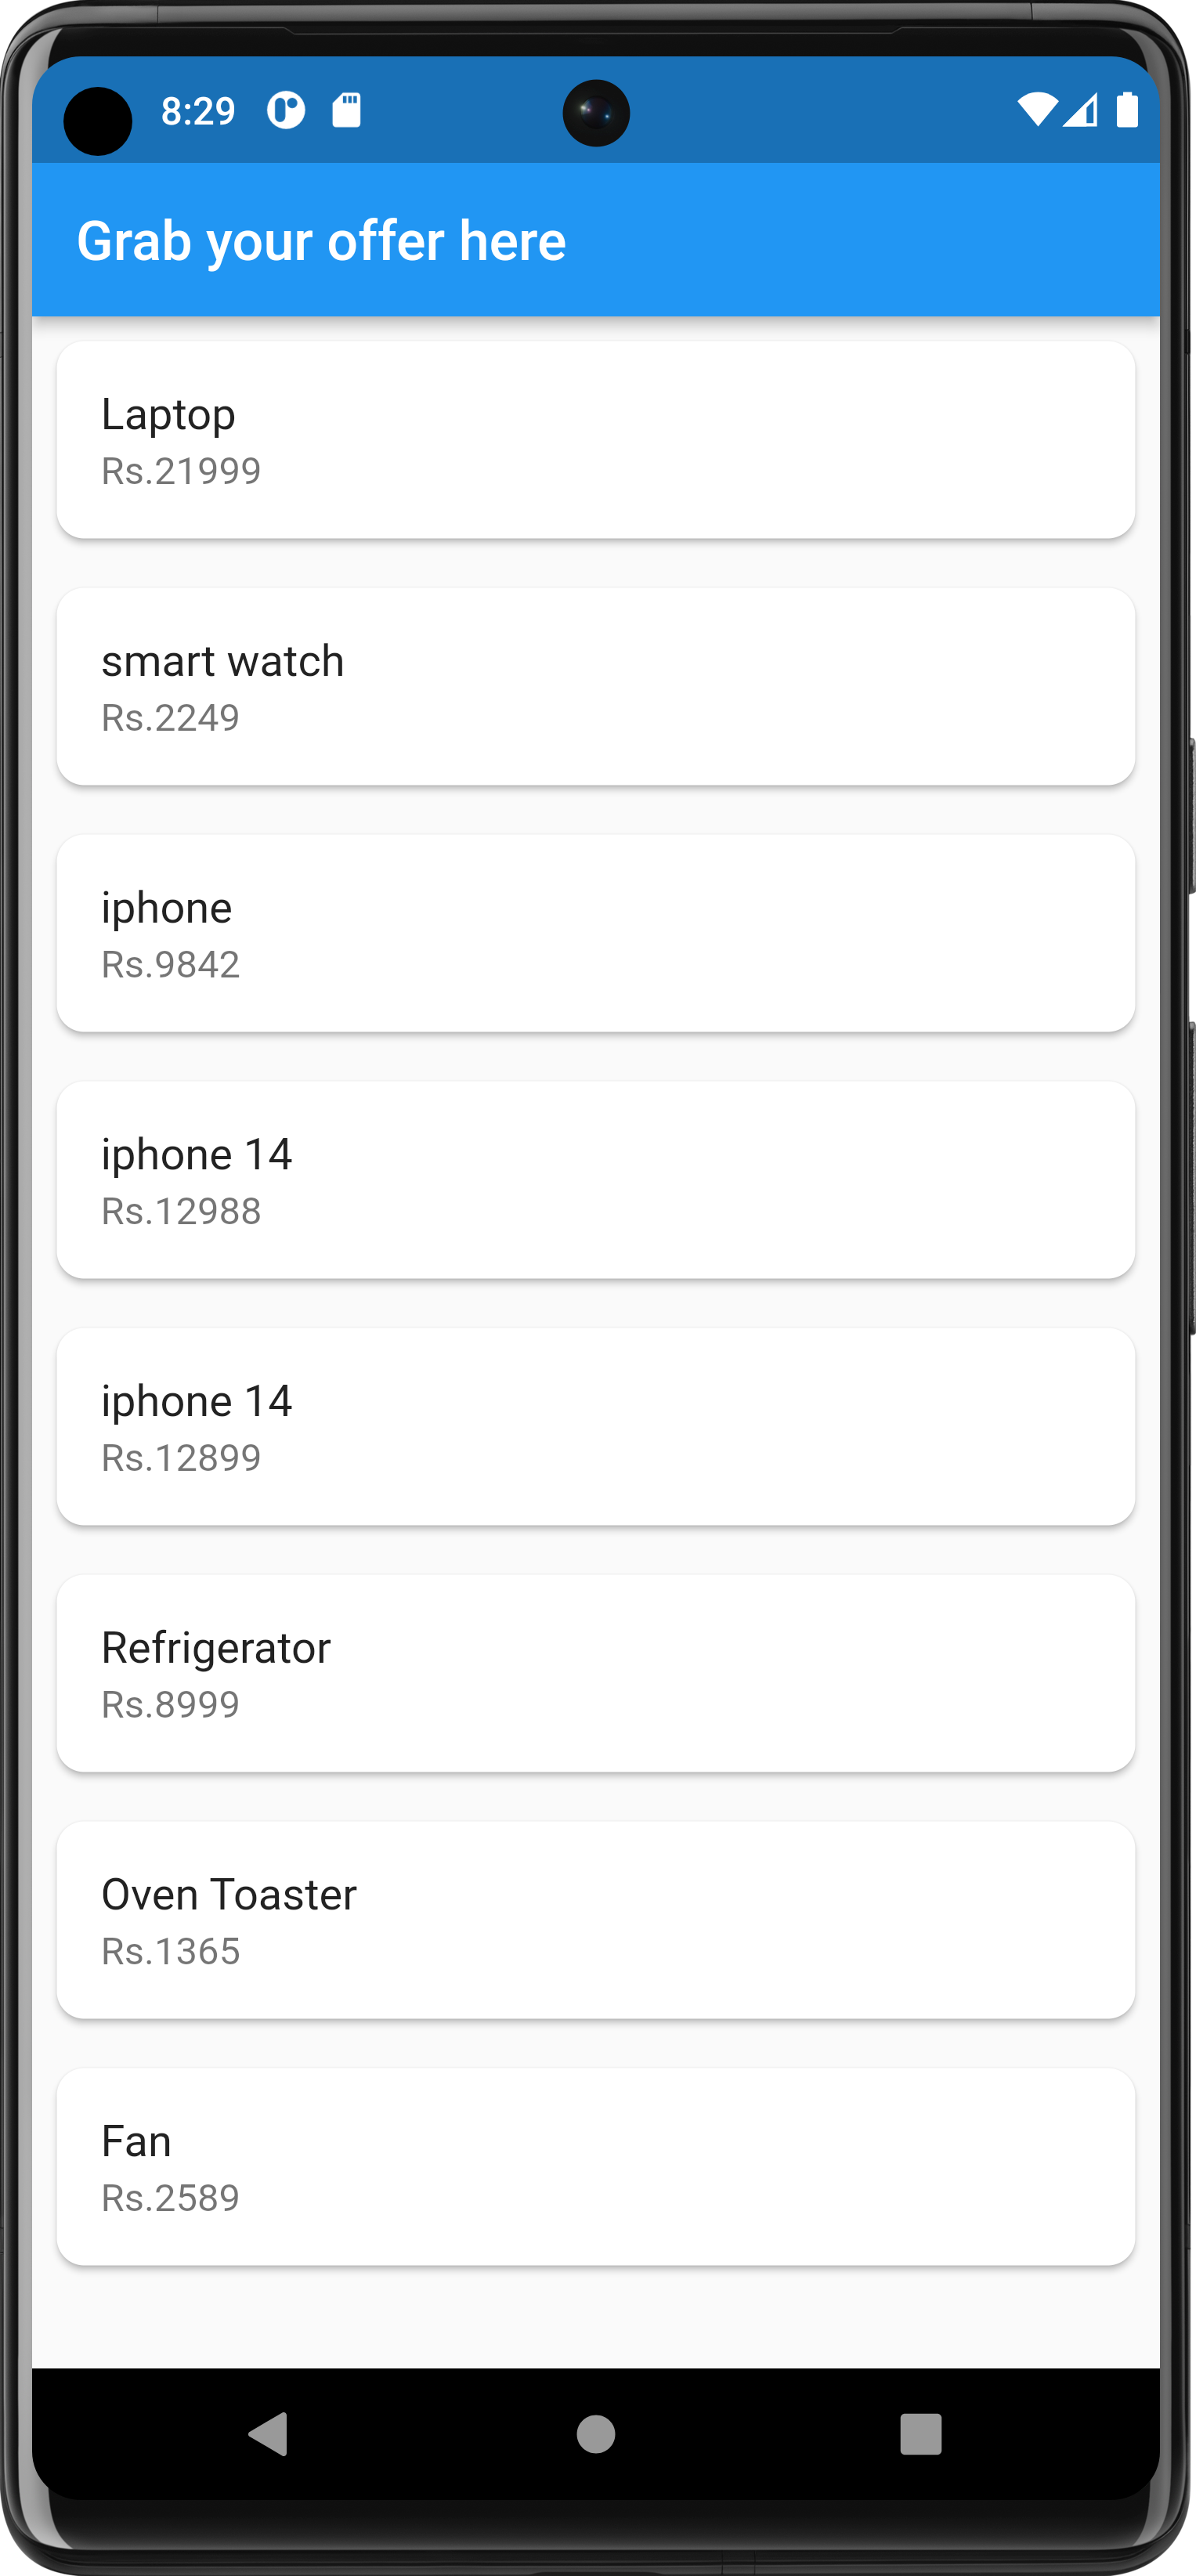 8:29
Grab your offer here
Laptop
Rs.21999
smart watch
Rs.2249
iphone
Rs.9842
iphone 14
Rs.12988
iphone 14
Rs.12899
Refrigerator
Rs.8999
Oven Toaster
Rs.1365
Fan
Rs.2589